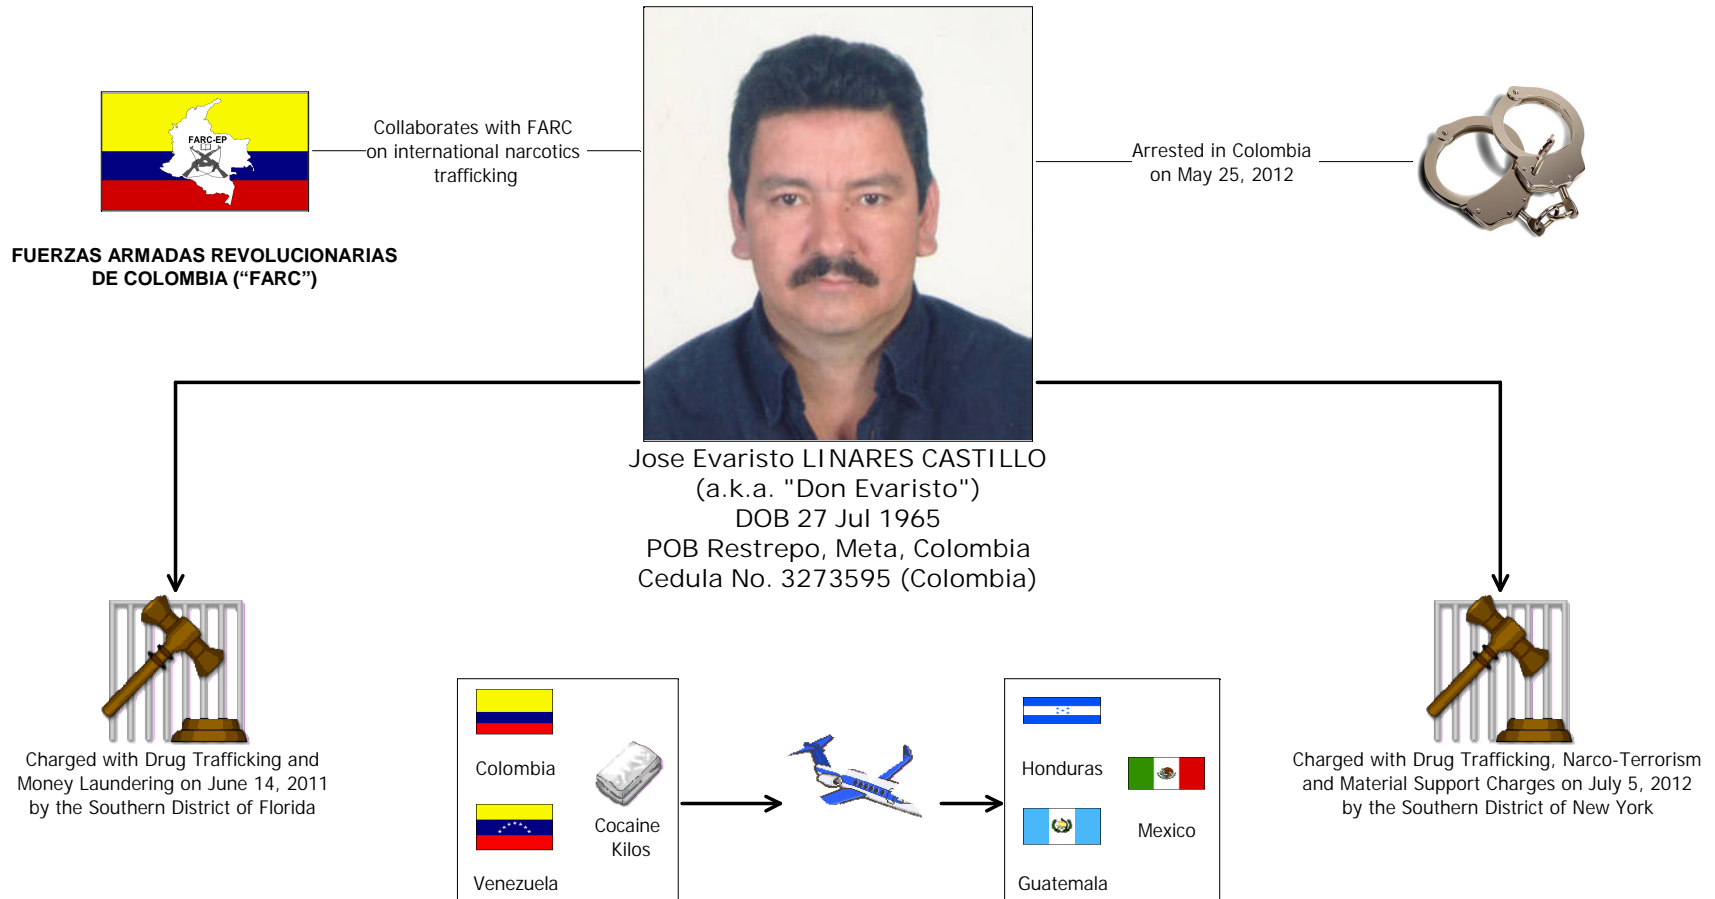 Collaborates with FARC
on international narcotics
trafficking
FARC-EP
FUERZAS ARMADAS REVOLUCIONARIAS
DE COLOMBIA (“FARC”)
Arrested in Colombia
on May 25, 2012
Jose Evaristo LINARES CASTILLO
(a.k.a. "Don Evaristo")
DOB 27 Jul 1965
POB Restrepo, Meta, Colombia
Cedula No. 3273595 (Colombia)
Charged with Drug Trafficking and
Money Laundering on June 14, 2011
by the Southern District of Florida
Colombia
Venezuela
Cocaine
Kilos
Honduras
Guatemala
Mexico
Charged with Drug Trafficking, Narco-Terrorism
and Material Support Charges on July 5, 2012
by the Southern District of New York